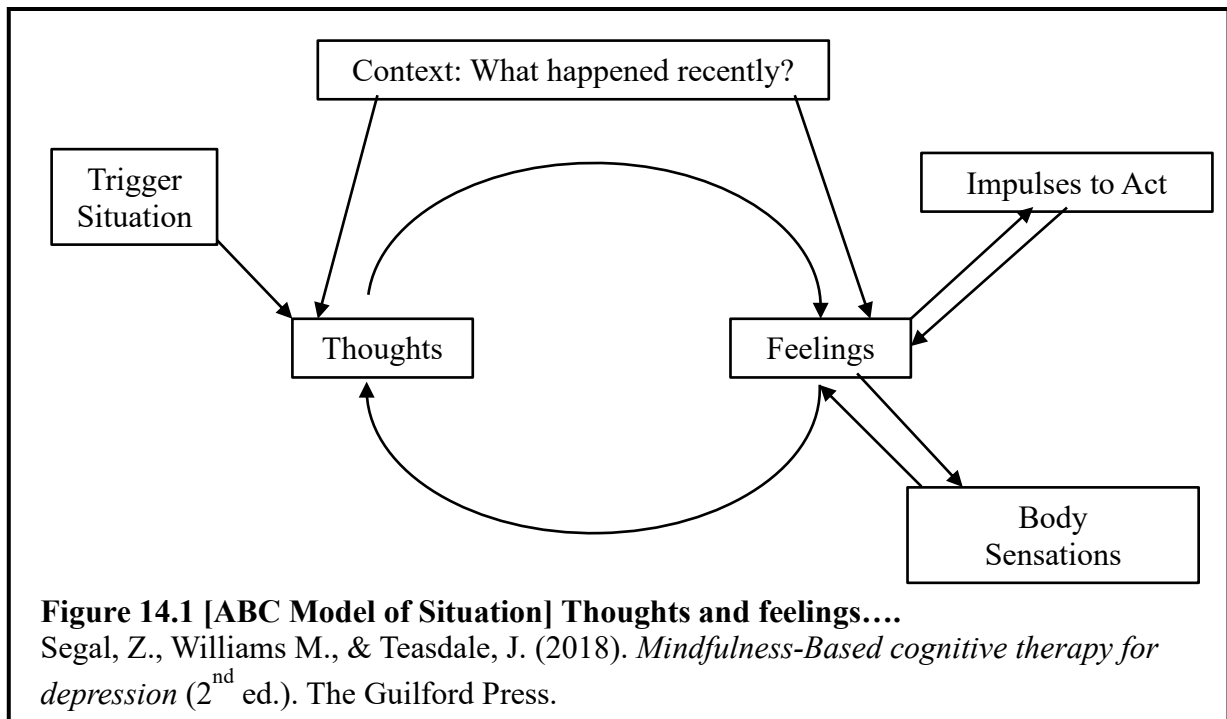 Context: What happened recently?
Trigger
Situation
Impulses to Act
Thoughts
Feelings
Body
Sensations
Figure 14.1 [ABC Model of Situation] Thoughts and feelings….
Segal, Z., Williams M., & Teasdale, J. (2018). Mindfulness-Based cognitive therapy for
depression (2nd ed.). The Guilford Press.